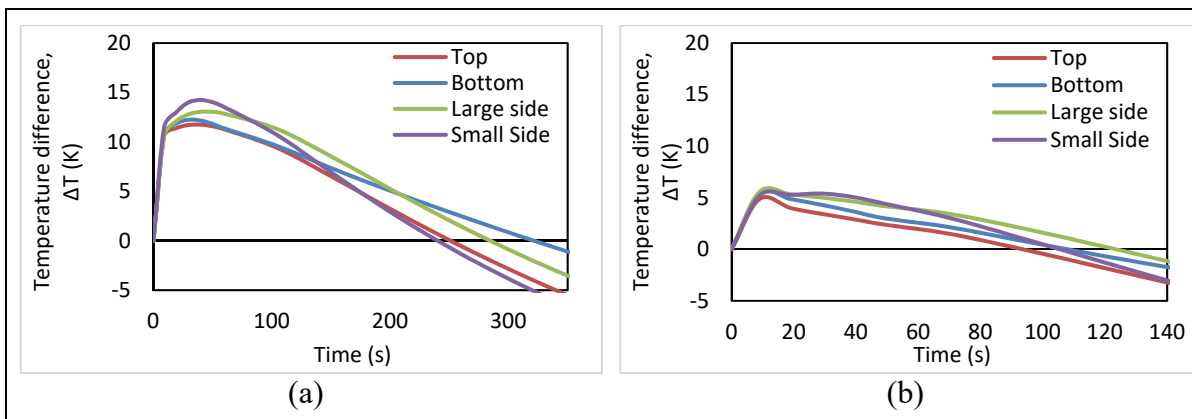 20
15
10
5
0
-5
0
100
200
300
Temperature difference,
ΔT (K)
Time (s)
Top
Bottom
Large side
Small Side
(a)
20
15
10
5
0
-5
0
20
40
60
80
100
120
140
Temperature difference,
ΔT (K)
Time (s)
Top
Bottom
Large side
Small Side
(b)